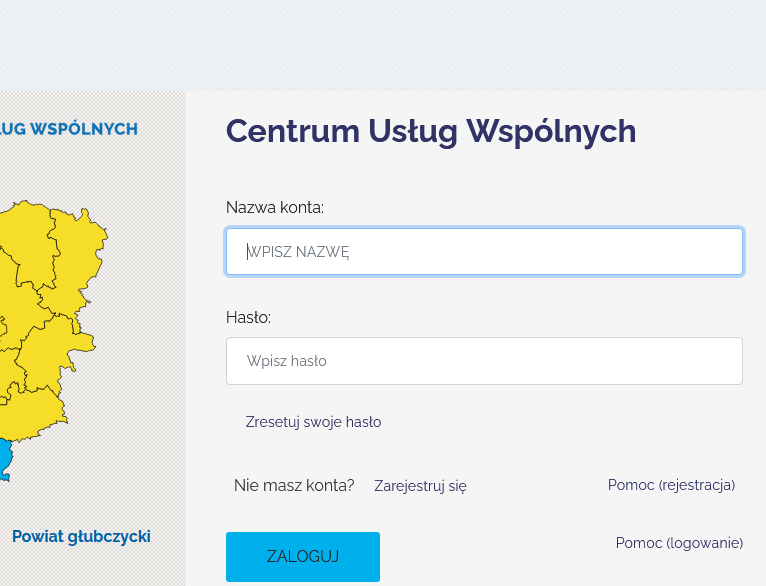 UG WSPÓLNYCH
Centrum Usług Wspólnych
Nazwa konta:
WPISZ NAZWĘ
Hasło:
Wpisz hasło
Zresetuj swoje hasło
Nie masz konta? Zarejestruj się Pomoc (rejestracja)
Powiat głubczycki
Pomoc (logowanie)
ZALOGUJ